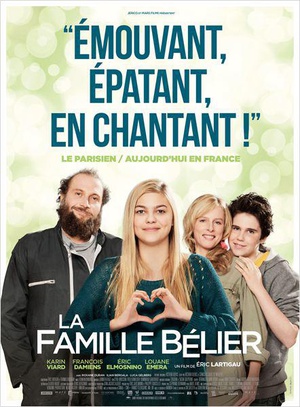 “ÉMOUVANT,
ÉPATANT,
EN CHANTANT !”
LE PARISIEN / AUJOURD'HUI EN FRANCE
LA
FAMILLE BÉLIER
KARIN VIARD
FRANÇOIS DAMIENS
ÉRIC ELMOSNINO
LOUANE EMERA
UN FILM DE ÉRIC LARTIGAU